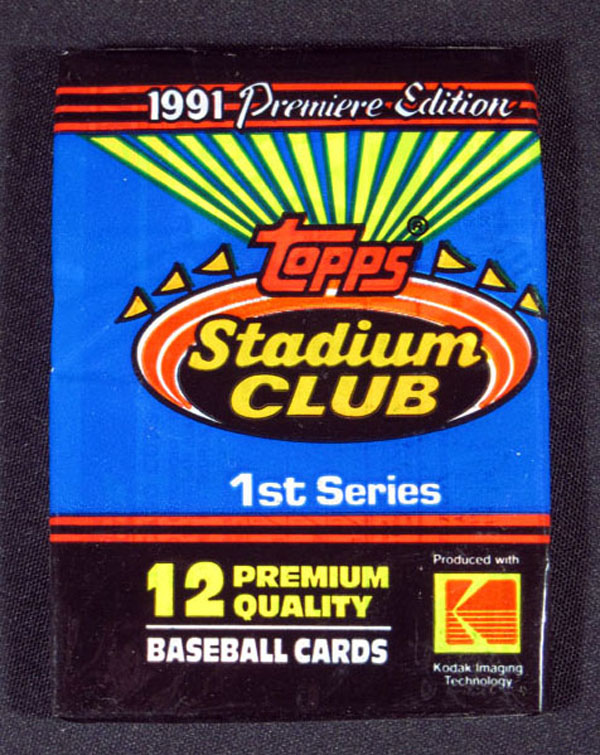 1991 Premiere Edition
Topps®
Stadium
CLUB
1st Series
12 PREMIUM
QUALITY
BASEBALL CARDS
Produced with
K
Kodak Imaging
Technology